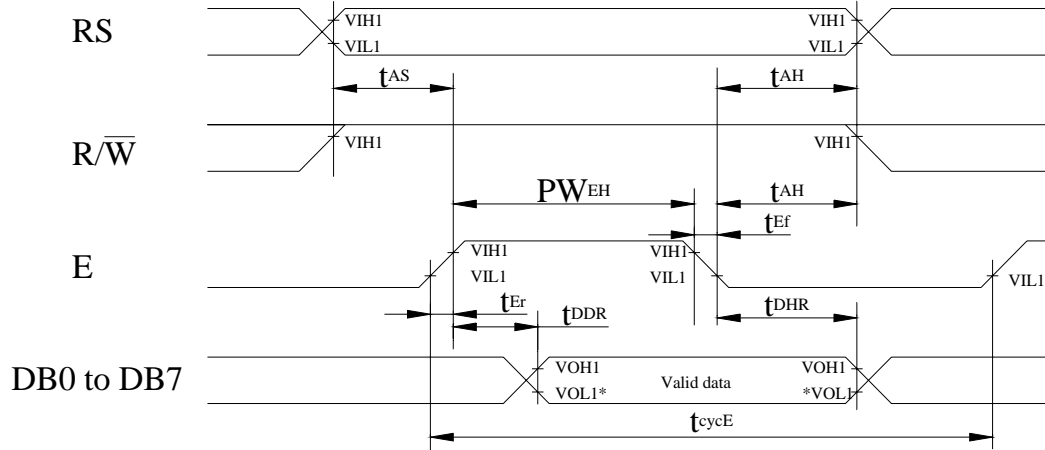 RS
VIH1
VIL1
VIH1
VIL1
tAS
tAH
R/W̅
VIH1
VIH1
PWEH
tAH
tEf
E
VIH1
VIL1
VIH1
VIL1
VIL1
tEr
tDDR
tDHR
DB0 to DB7
VOH1
VOL1*
Valid data
VOH1
*VOL1
tcycE